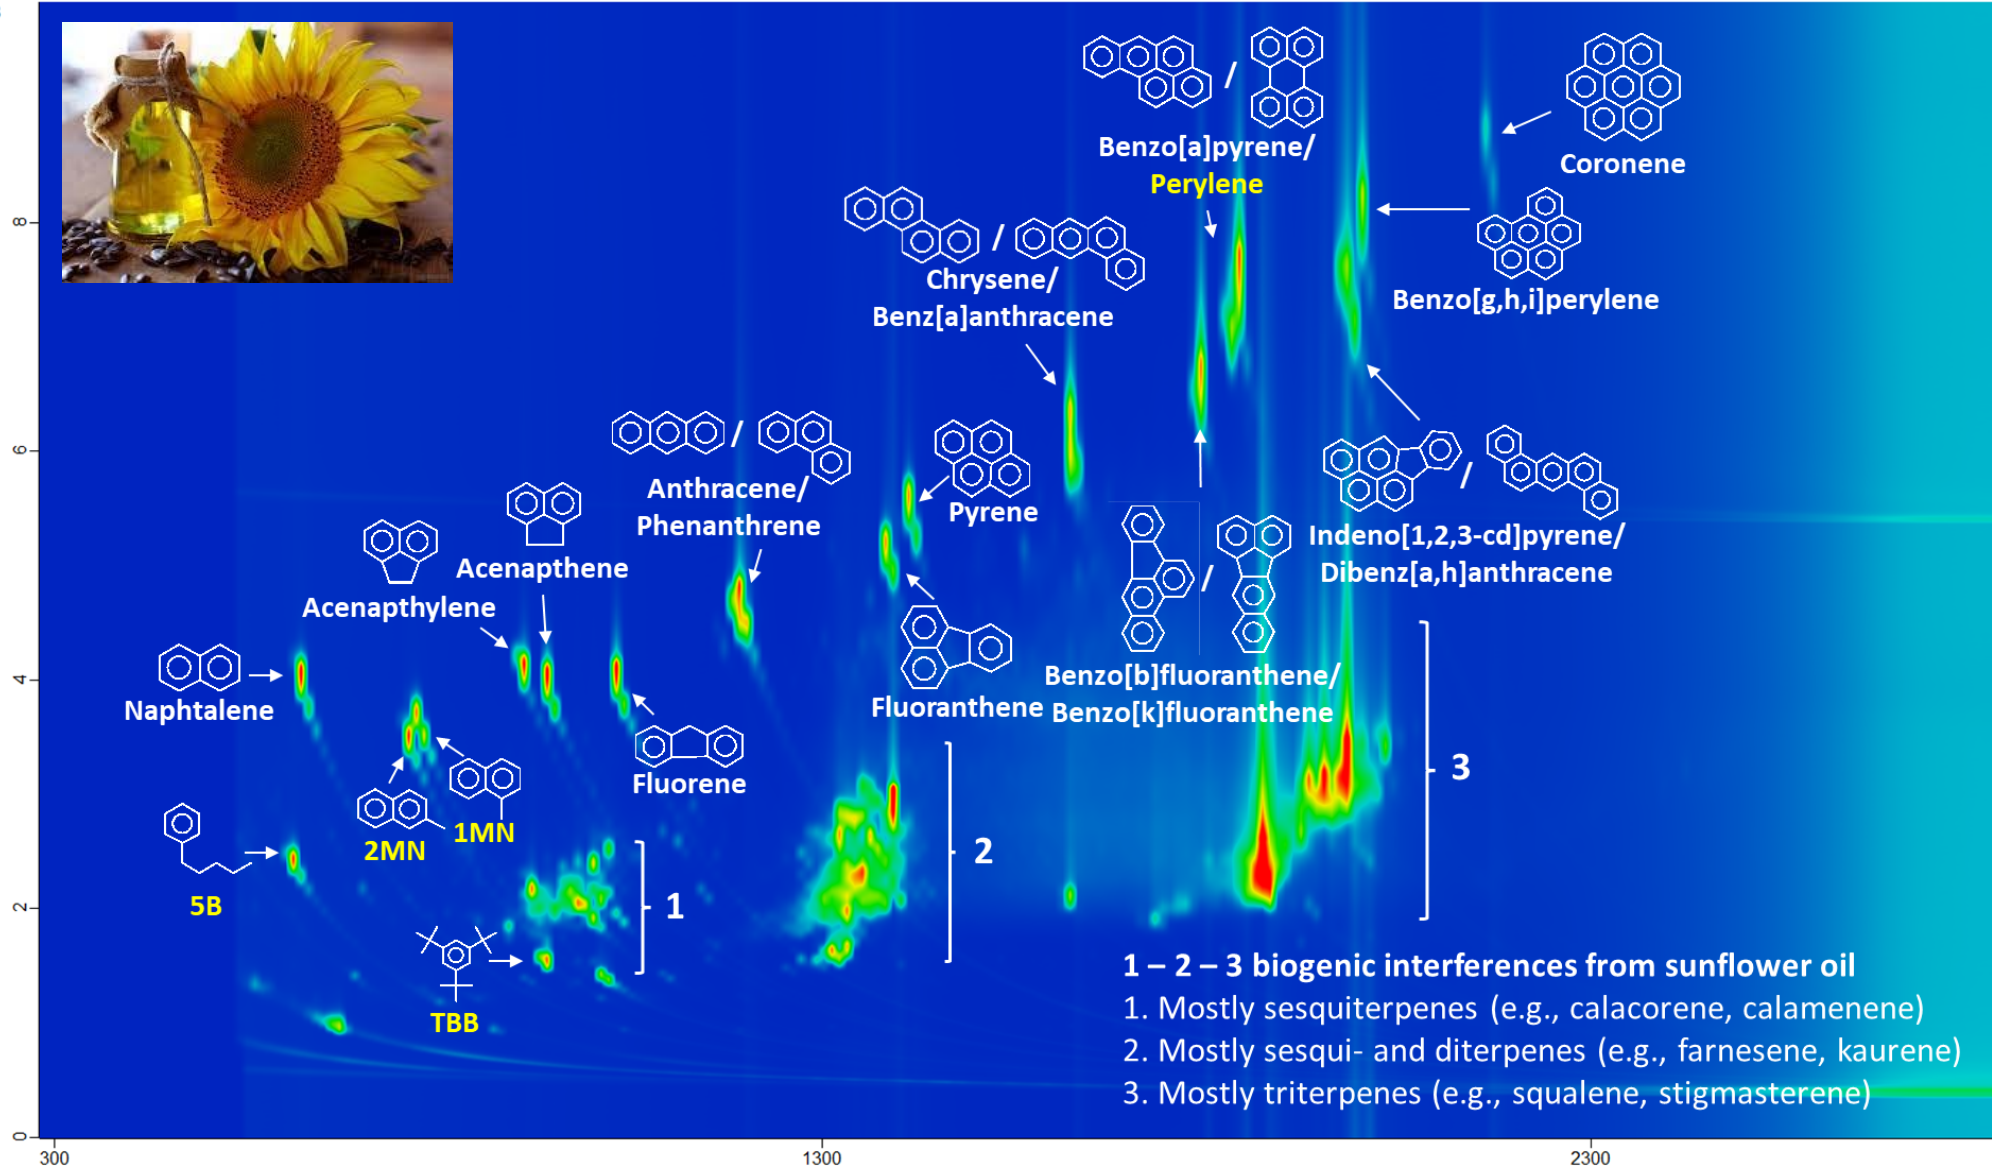 8
6
4
2
0
300
1300
2300
Benzo[a]pyrene/
Perylene
Coronene
Chrysene/
Benz[a]anthracene
Benzo[g,h,i]perylene
Anthracene/
Phenanthrene
Pyrene
Indeno[1,2,3-cd]pyrene/
Dibenz[a,h]anthracene
Acenapthene
Acenapthylene
Naphtalene
Fluorene
Fluoranthene
Benzo[b]fluoranthene/
Benzo[k]fluoranthene
2MN
1MN
5B
TBB
1
2
3
/
/
/
/
/
1 – 2 – 3 biogenic interferences from sunflower oil
1. Mostly sesquiterpenes (e.g., calacorene, calamenene)
2. Mostly sesqui- and diterpenes (e.g., farnesene, kaurene)
3. Mostly triterpenes (e.g., squalene, stigmasterene)